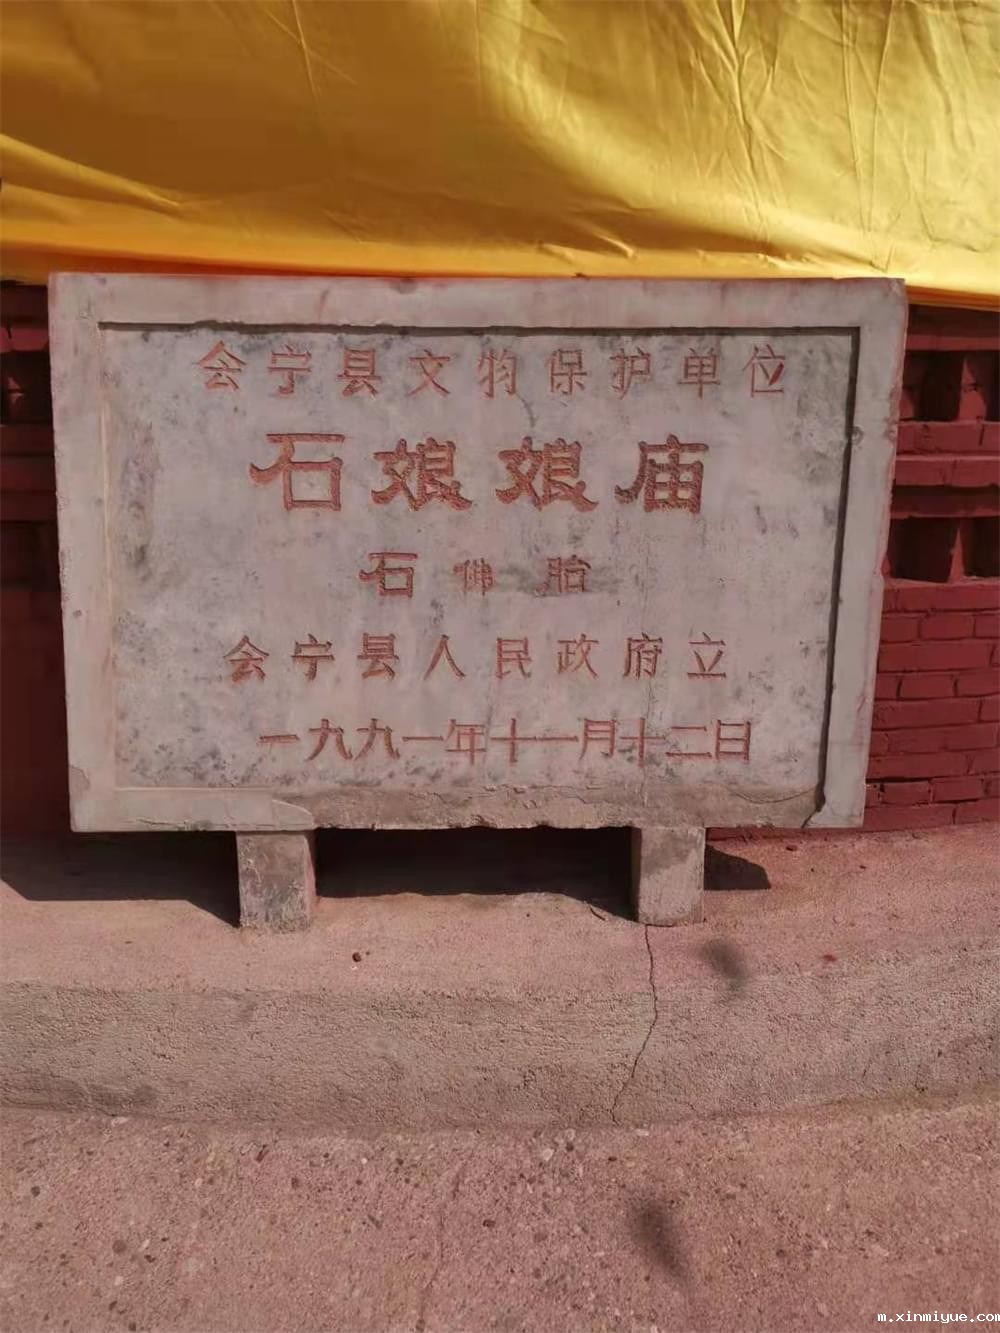 会宁县文物保护单位
石娘娘庙
石佛胎
会宁县人民政府立
一九九一年十一月十二日
m.xinmiyue.com